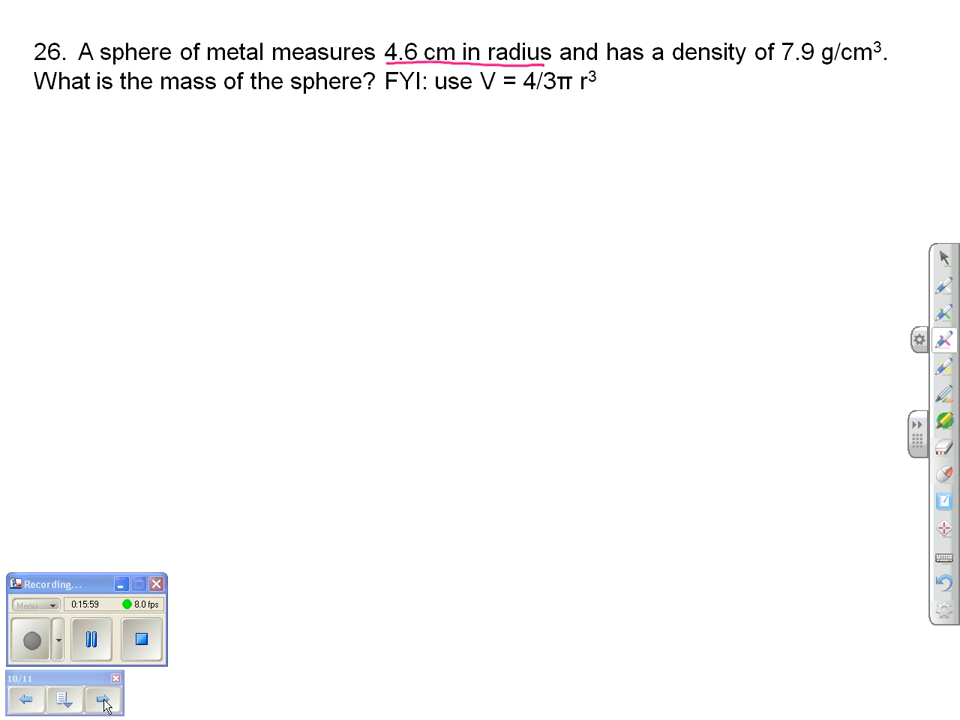 26. A sphere of metal measures 4.6 cm in radius and has a density of 7.9 g/cm³.
What is the mass of the sphere? FYI: use V = 4/3π r³
Recording...
Menu
0:15:59
8.0 fps
10/11